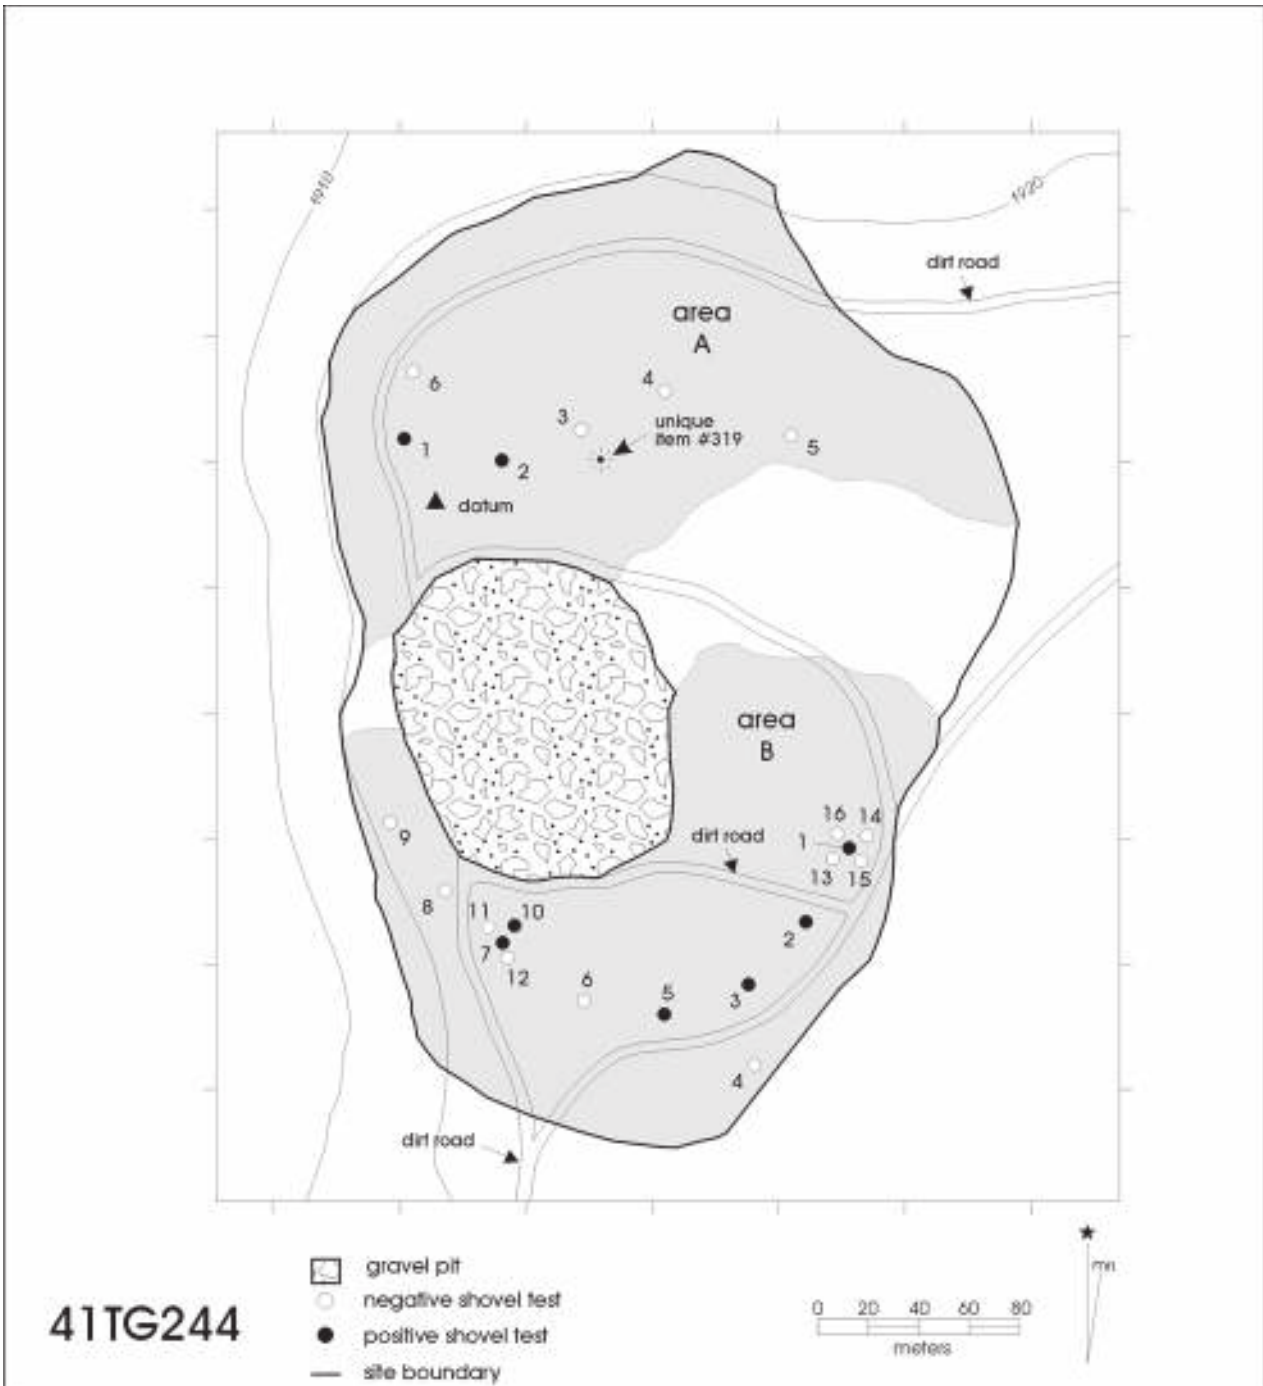 1910
1920
dirt road
area
A
6
4
3
unique
item #319
5
1
2
datum
area
B
16 14
1
9
dirt road
13 15
8
11 10
2
7
12
6
5
3
4
dirt road
gravel pit
negative shovel test
positive shovel test
site boundary
41TG244
0 20 40 60 80
meters
mn